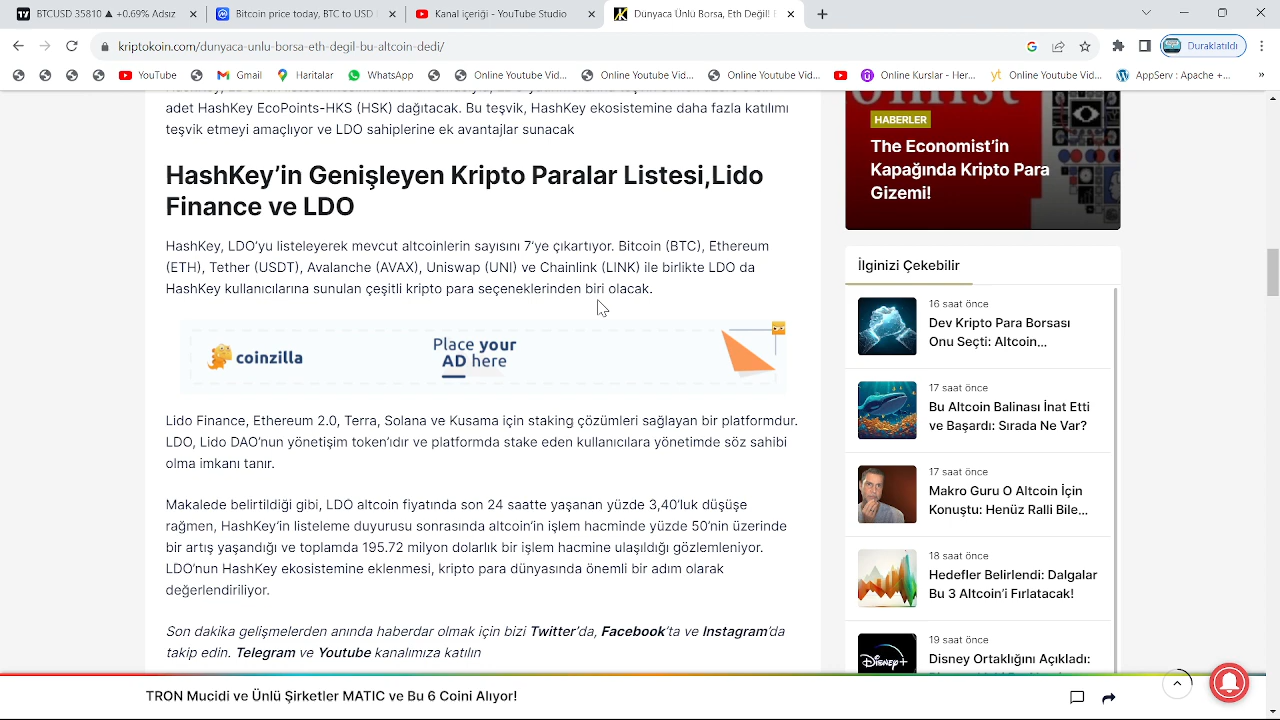 BTCUSD 35810 ▲ +0.69% Adsız
Bitcoin price today, BTC to USD
Kanal içeriği - YouTube Studio
Dünyaca Ünlü Borsa, Eth Değil! B
kriptokoin.com/dunyaca-unlu-borsa-eth-degil-bu-altcoin-dedi/
Duraklatıldı
YouTube
Gmail
Haritalar
WhatsApp
Online Youtube Vid...
Online Youtube Vid...
Online Youtube Vid...
Online Kurslar - Her...
Online Youtube Vid...
AppServ : Apache +...
adet HashKey EcoPoints-HKSG
Bu teşvik, HashKey ekosistemine daha fazla katılımı
teşvik etmeyi amaçlıyor ve LDO sahiplerine ek avantajlar sunacak
HashKey’in Genişleyen Kripto Paralar Listesi,Lido
Finance ve LDO
HashKey, LDO’yu listeleyerek mevcut altcoinlerin sayısını 7’ye çıkartıyor. Bitcoin (BTC), Ethereum
(ETH), Tether (USDT), Avalanche (AVAX), Uniswap (UNI) ve Chainlink (LINK) ile birlikte LDO da
HashKey kullanıcılarına sunulan çeşitli kripto para seçeneklerinden biri olacak.
coinzilla
Place your
AD here
Lido Finance, Ethereum 2.0, Terra, Solana ve Kusama için staking çözümleri sağlayan bir platformdur.
LDO, Lido DAO’nun yönetişim token’ıdır ve platformda stake eden kullanıcılara yönetimde söz sahibi
olma imkanı tanır.
Makalede belirtildiği gibi, LDO altcoin fiyatında son 24 saatte yaşanan yüzde 3,40’luk düşüşe
rağmen, HashKey’in listeleme duyurusu sonrasında altcoin’in işlem hacminde yüzde 50’nin üzerinde
bir artış yaşandığı ve toplamda 195.72 milyon dolarlık bir işlem hacmine ulaşıldığı gözlemleniyor.
LDO’nun HashKey ekosistemine eklenmesi, kripto para dünyasında önemli bir adım olarak
değerlendiriliyor.
Son dakika gelişmelerden anında haberdar olmak için bizi Twitter’da, Facebook’ta ve Instagram’da
takip edin. Telegram ve Youtube kanalımıza katılın
HABERLER
The Economist’in
Kapağında Kripto Para
Gizemi!
İlginizi Çekebilir
16 saat önce
Dev Kripto Para Borsası
Onu Seçti: Altcoin...
17 saat önce
Bu Altcoin Balinası İnat Etti
ve Başardı: Sırada Ne Var?
17 saat önce
Makro Guru O Altcoin İçin
Konuştu: Henüz Ralli Bile...
18 saat önce
Hedefler Belirlendi: Dalgalar
Bu 3 Altcoin’i Fırlatacak!
19 saat önce
Disney+
Disney Ortaklığını Açıkladı:
TRON Mucidi ve Ünlü Şirketler MATIC ve Bu 6 Coini Alıyor!